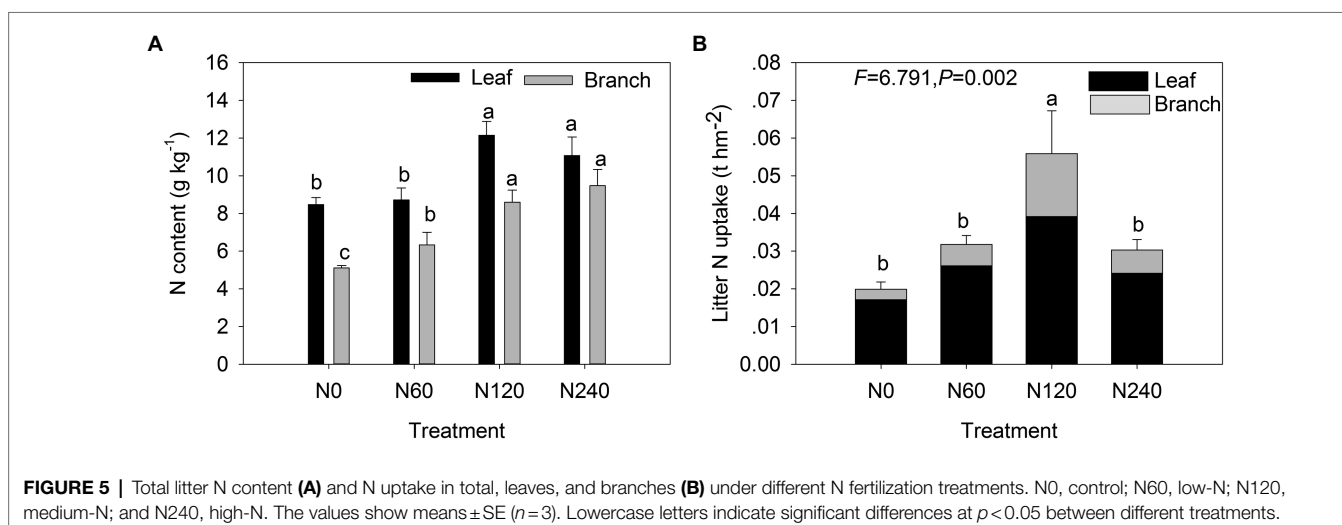 A
16
14
12
10
8
6
4
2
0
N content (g kg-1)
Leaf
Branch
b
c
b
b
a
a
a
a
N0
N60
N120
N240
Treatment
B
.08
.07
.06
.05
.04
.03
.02
.01
0.00
Litter N uptake (t hm-2)
F=6.791,P=0.002
Leaf
Branch
b
b
a
b
N0
N60
N120
N240
Treatment
FIGURE 5 | Total litter N content (A) and N uptake in total, leaves, and branches (B) under different N fertilization treatments. N0, control; N60, low-N; N120,
medium-N; and N240, high-N. The values show means±SE (n=3). Lowercase letters indicate significant differences at p<0.05 between different treatments.